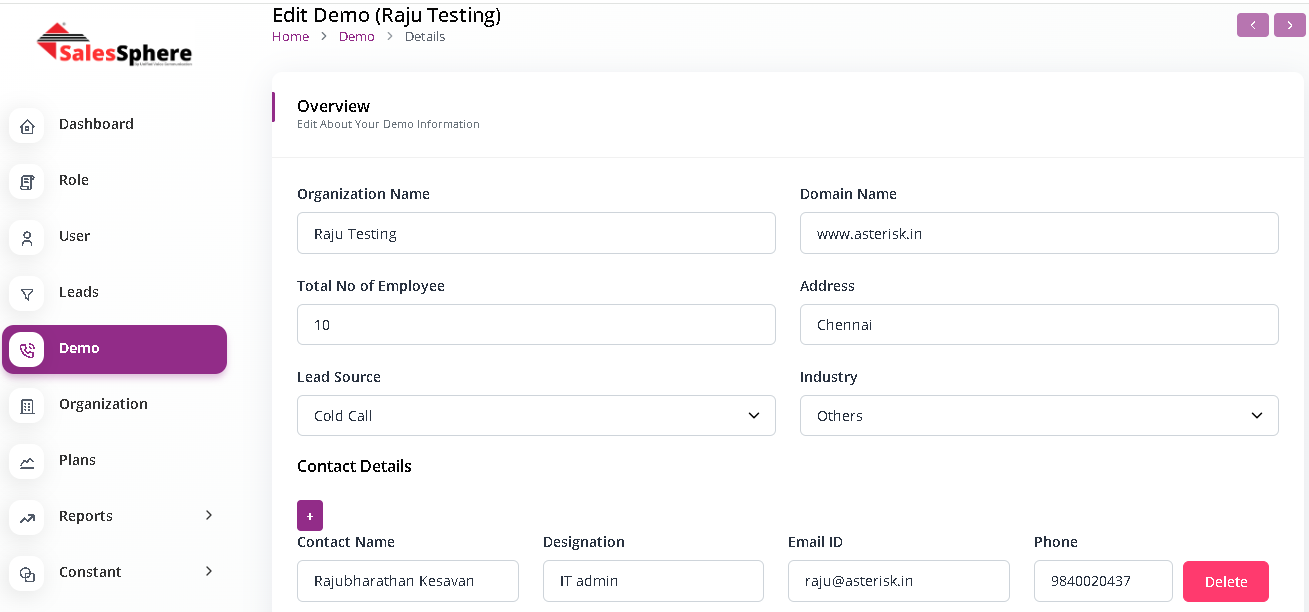 Edit Demo (Raju Testing)
Home > Demo > Details
SalesSphere
Dashboard
Role
User
Leads
Demo
Organization
Plans
Reports
Constant
Overview
Edit About Your Demo Information
Organization Name
Raju Testing
Domain Name
www.asterisk.in
Total No of Employee
10
Address
Chennai
Lead Source
Cold Call
Industry
Others
Contact Details
+
Contact Name Designation Email ID Phone
Rajubharathan Kesavan IT admin raju@asterisk.in 9840020437 Delete